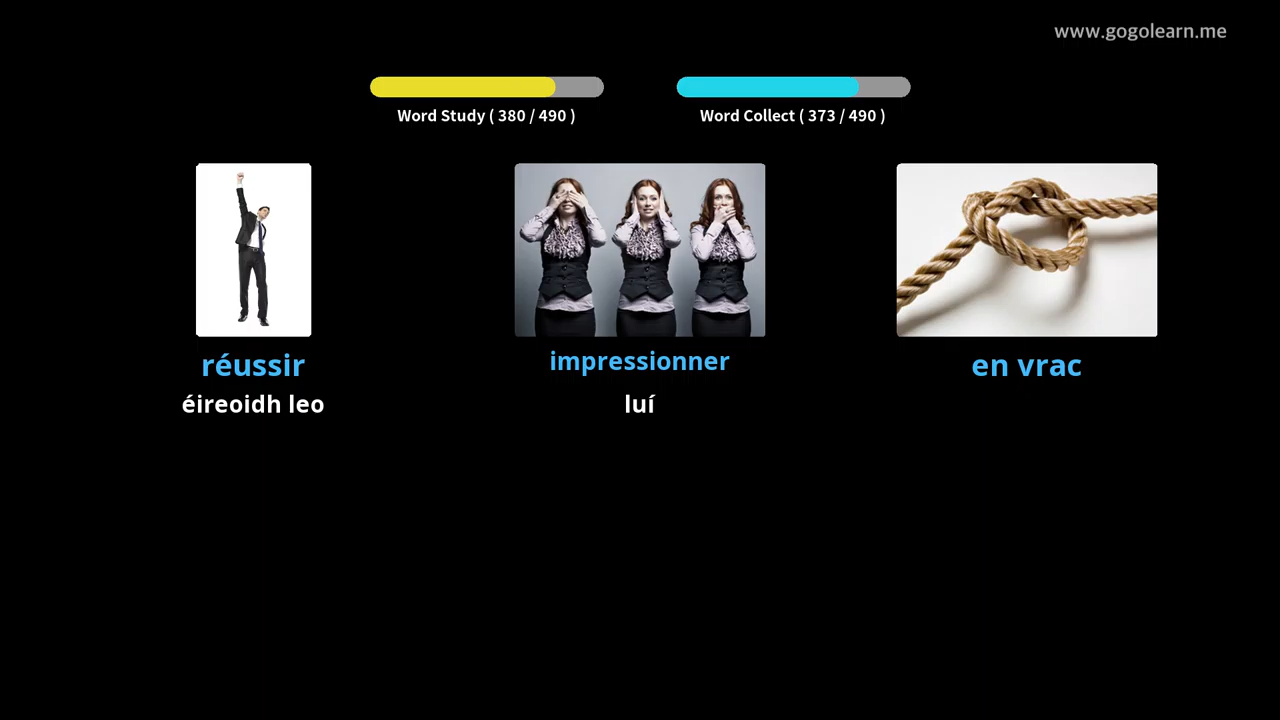 www.gogolearn.me
Word Study ( 380 / 490 )
Word Collect ( 373 / 490 )
réussir
impressionner
en vrac
éireoidh leo
luí